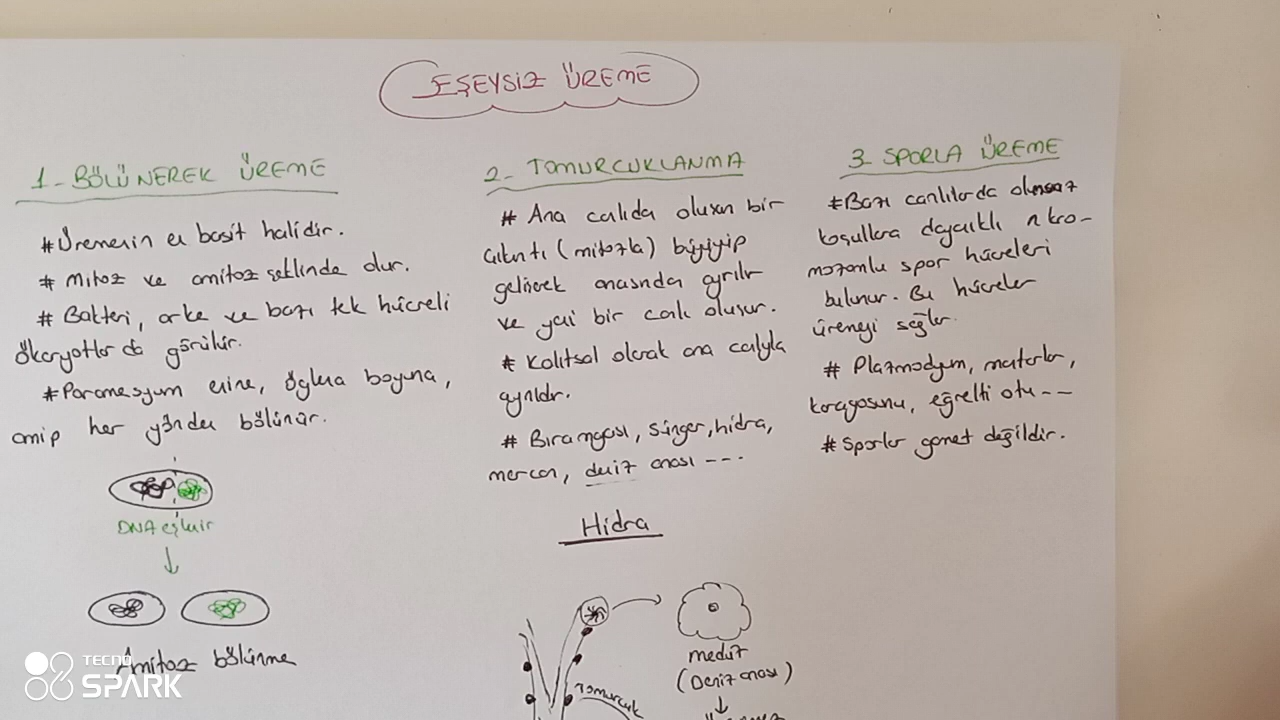 EŞEYSİZ ÜREME
1- BÖLÜNEREK ÜREME
# Üremenin en basit halidir.
# Mitoz ve amitoz şeklinde olur.
# Bakteri, arke ve bazı tek hücreli
ökaryotlarda görülür.
# Paramesyum enine, öglena boyuna,
amip her yönden bölünür.
DNA eşlenir
Amitoz bölünme
2- TOMURCUKLANMA
# Ana canlıda oluşan bir
çıkıntı (mitozla) büyüyüp
gelişerek anasından ayrılır
ve yeni bir canlı oluşur.
# Kalıtsal olarak ana canlıyla
aynıdır.
# Bira mayası, sünger, hidra,
mercan, deniz anası ---
Hidra
Tomurcuk
meduz
(Deniz anası)
3- SPORLA ÜREME
# Bazı canlılarda olumsuz
koşullara dayanıklı n kro-
mozomlu spor hücreleri
bulunur. Bu hücreler
üremeyi sağlar.
# Plazmodyum, mantarlar,
karayosunu, eğrelti otu --
# Sporlar gamet değildir.
TECNO
SPARK